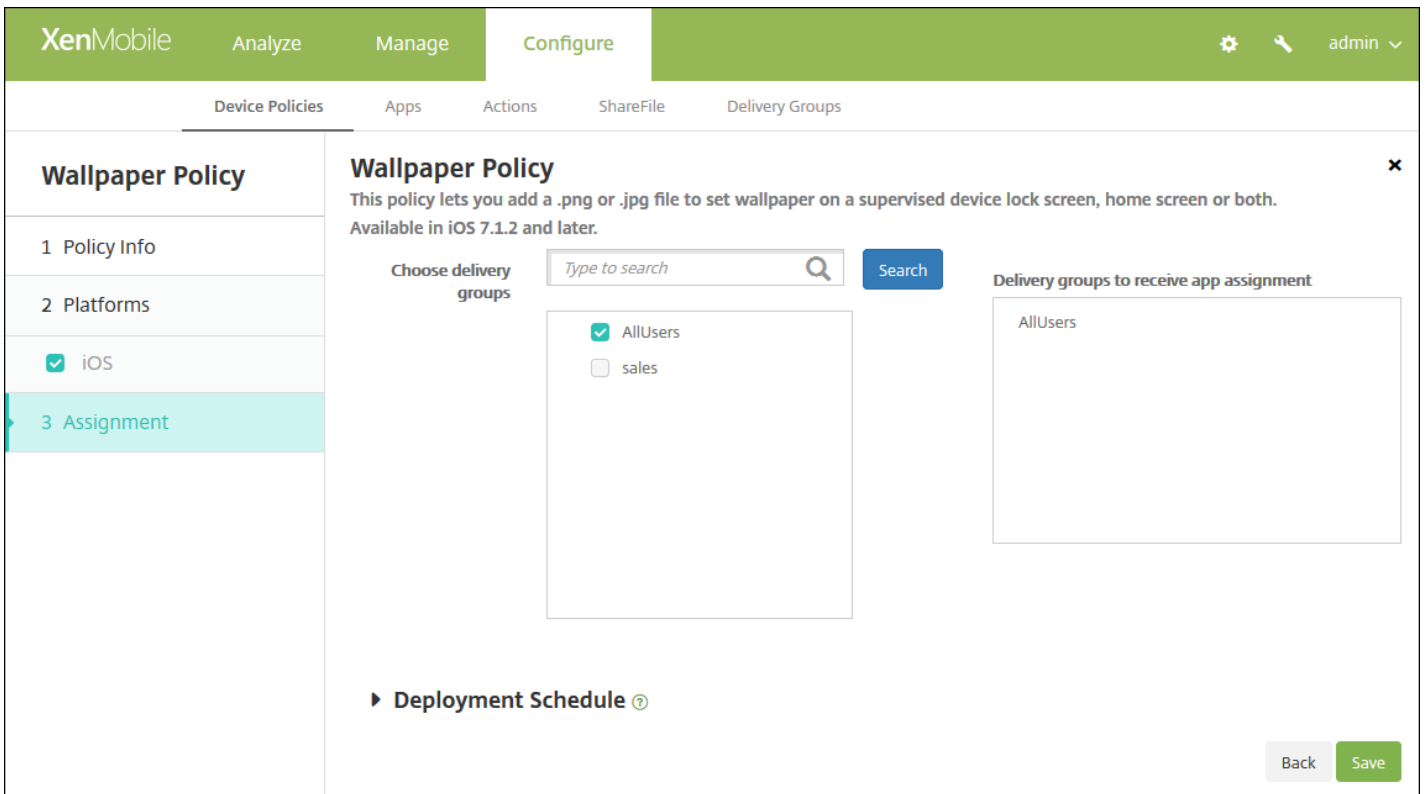 XenMobile Analyze Manage Configure admin
Device Policies Apps Actions ShareFile Delivery Groups
Wallpaper Policy
1 Policy Info
2 Platforms
iOS
3 Assignment
Wallpaper Policy
This policy lets you add a .png or .jpg file to set wallpaper on a supervised device lock screen, home screen or both.
Available in iOS 7.1.2 and later.
Choose delivery
groups
Type to search
Search
AllUsers
sales
Delivery groups to receive app assignment
AllUsers
Deployment Schedule ?
Back Save